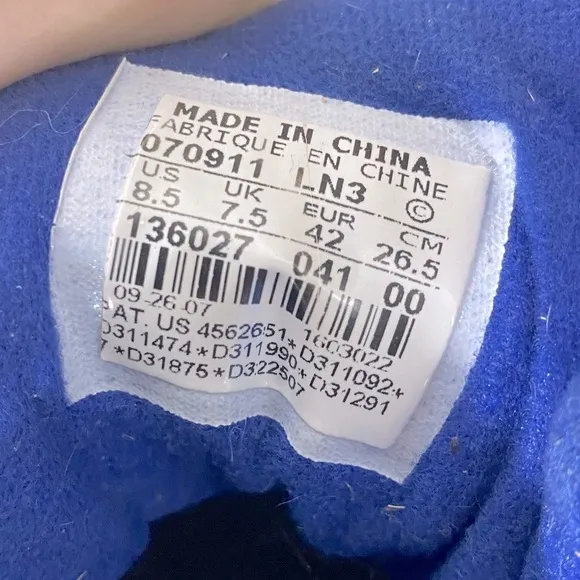 MADE IN CHINA
FABRIQUE EN CHINE
070911 LN3 ©
US UK EUR CM
8.5 7.5 42 26.5
136027 041 00
09-26-07 1603022
PAT. US 4562651*D311092*
D311474*D311990*D31291
7*D31875*D322507